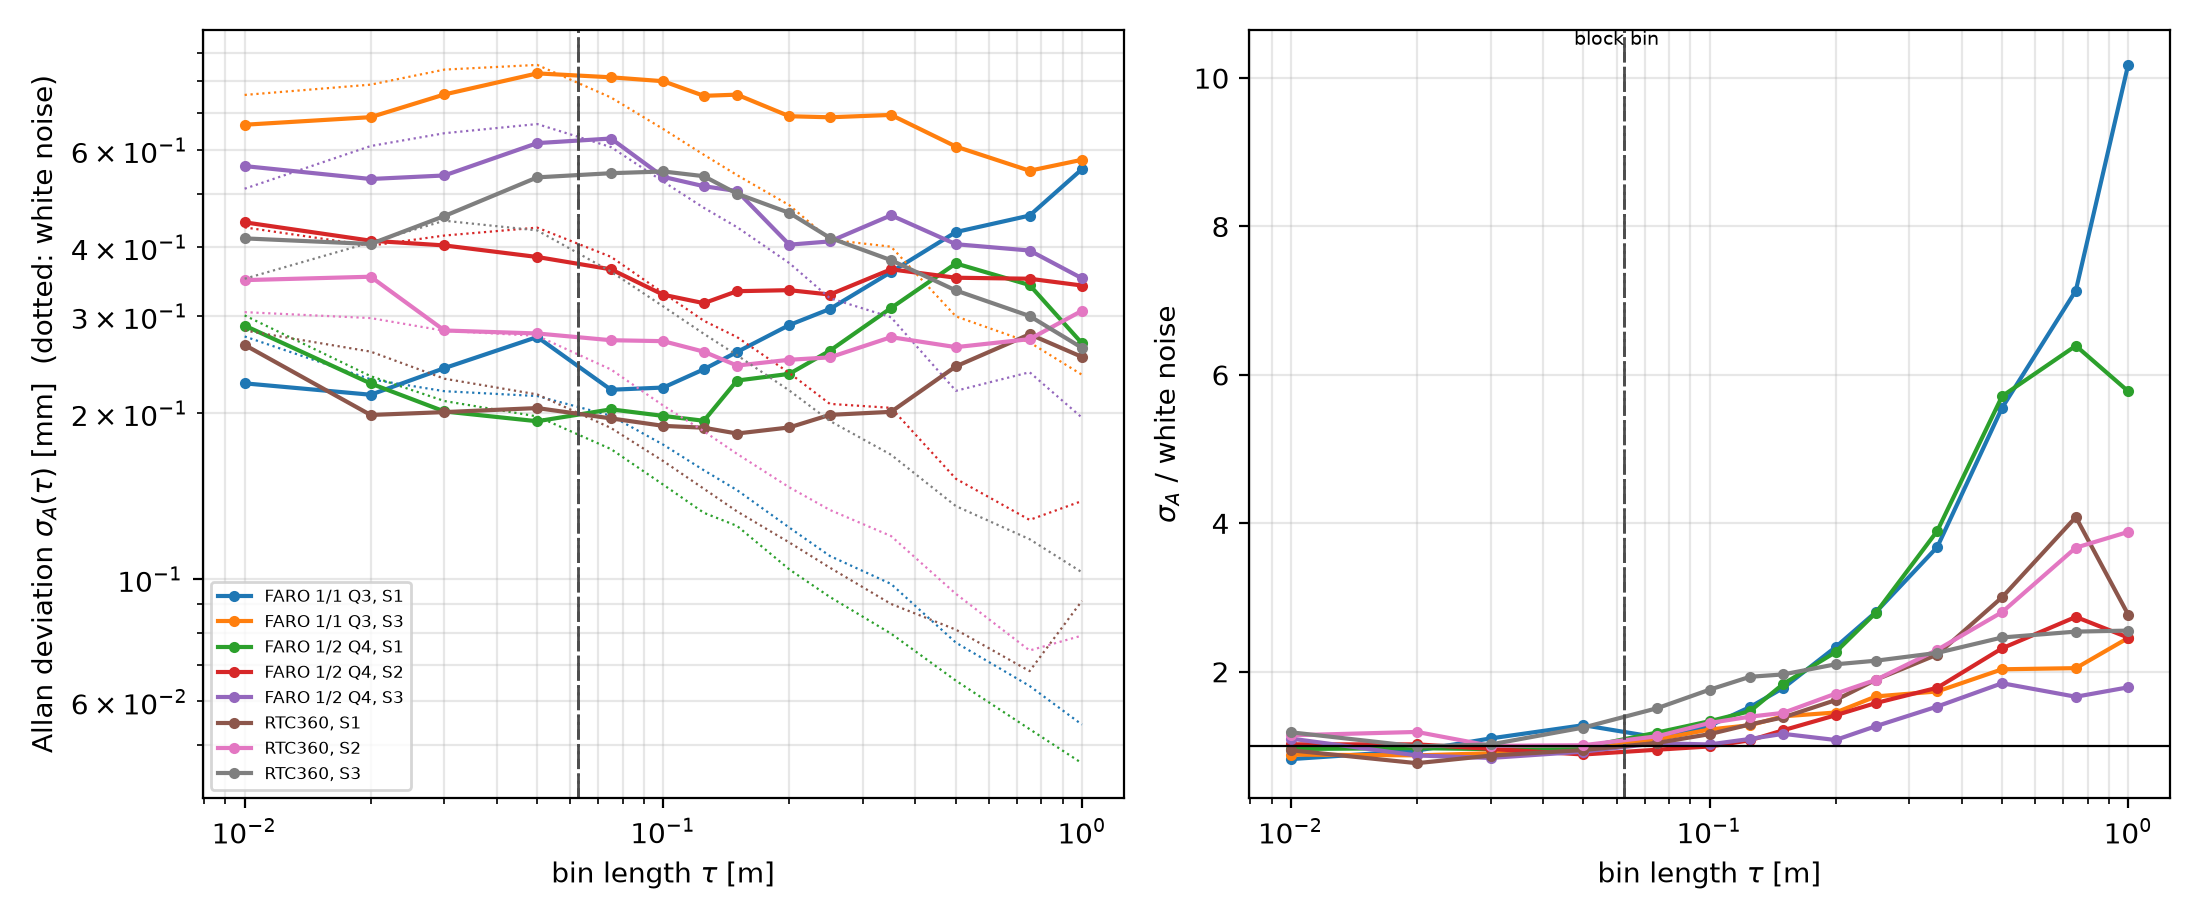 Allan deviation σ_A(τ) [mm]  (dotted: white noise)
6 × 10⁻¹
4 × 10⁻¹
3 × 10⁻¹
2 × 10⁻¹
10⁻¹
6 × 10⁻²
FARO 1/1 Q3, S1
FARO 1/1 Q3, S3
FARO 1/2 Q4, S1
FARO 1/2 Q4, S2
FARO 1/2 Q4, S3
RTC360, S1
RTC360, S2
RTC360, S3
10⁻² 10⁻¹ 10⁰
bin length τ [m]
block bin
σ_A / white noise
10
8
6
4
2
10⁻² 10⁻¹ 10⁰
bin length τ [m]